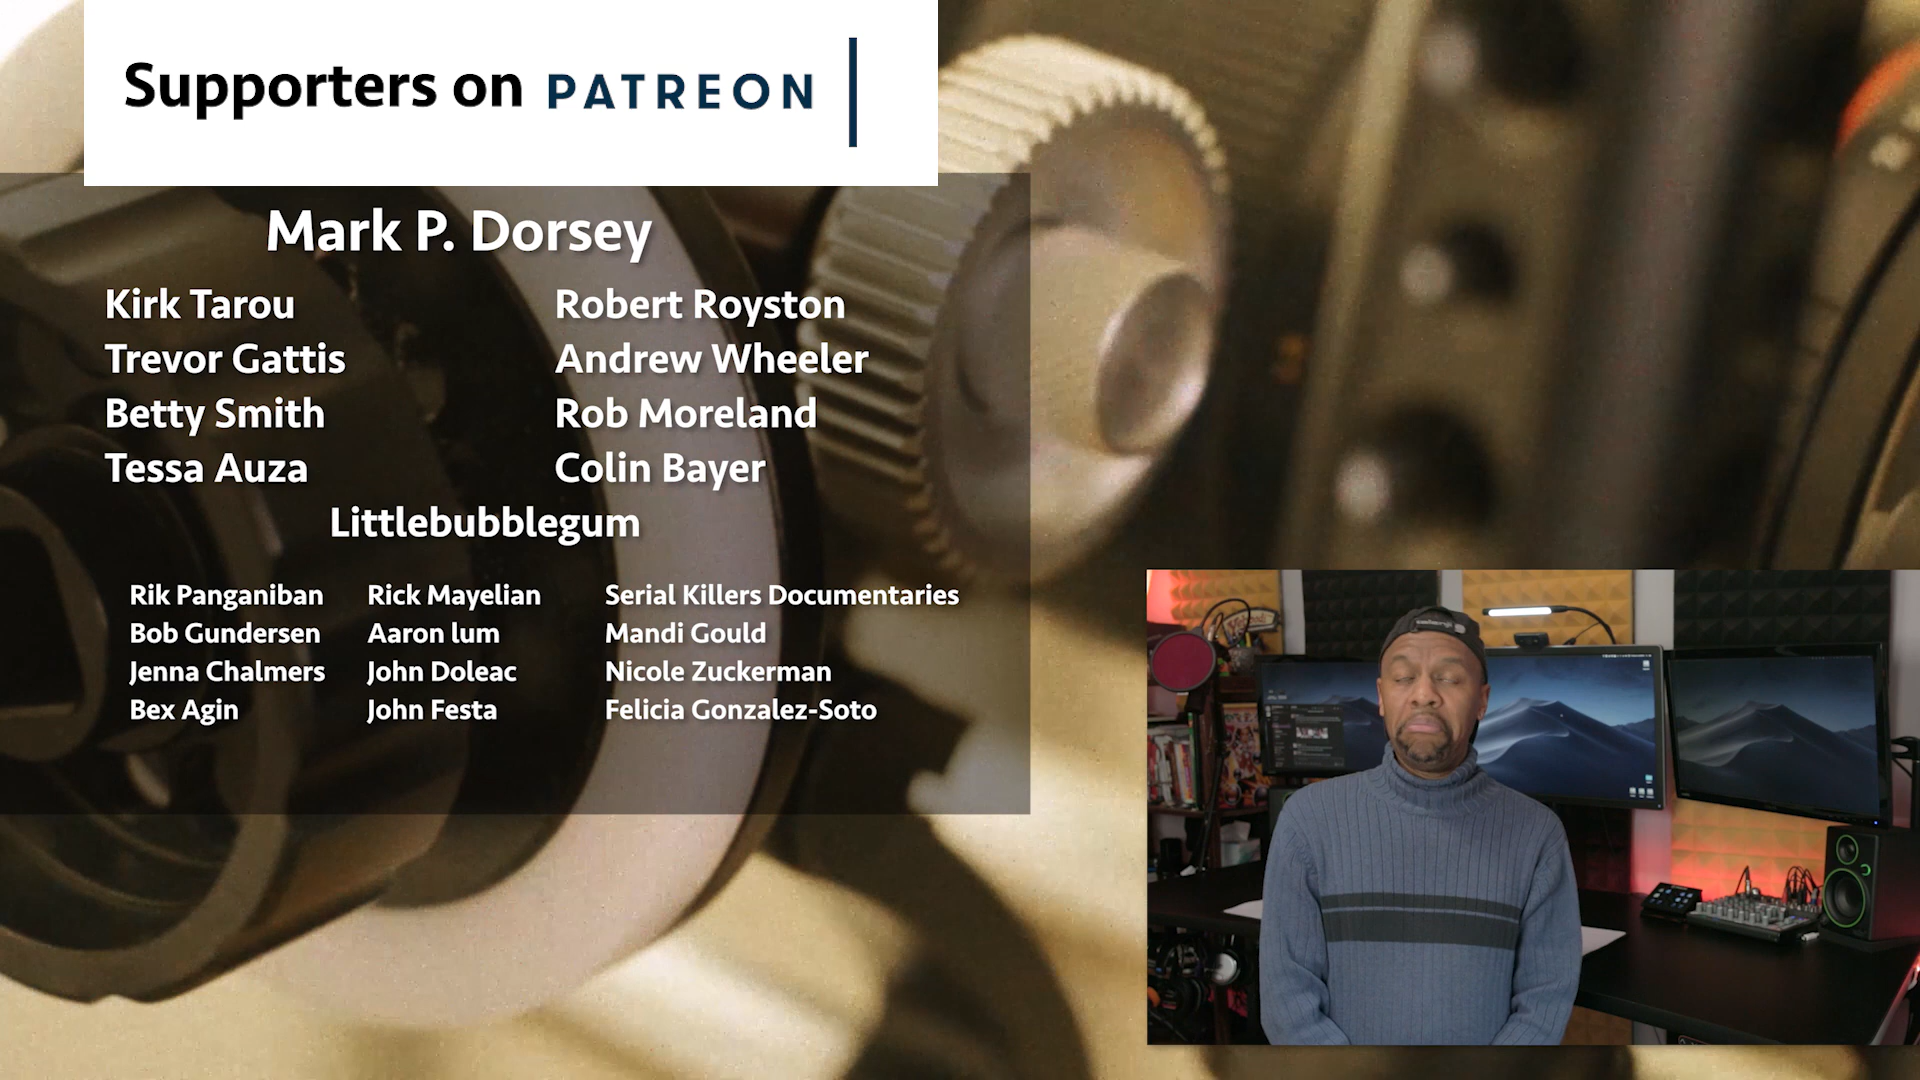 Supporters on PATREON
Mark P. Dorsey
Kirk Tarou
Robert Royston
Trevor Gattis
Andrew Wheeler
Betty Smith
Rob Moreland
Tessa Auza
Colin Bayer
Littlebubblegum
Rik Panganiban
Rick Mayelian
Serial Killers Documentaries
Bob Gundersen
Aaron lum
Mandi Gould
Jenna Chalmers
John Doleac
Nicole Zuckerman
Bex Agin
John Festa
Felicia Gonzalez-Soto